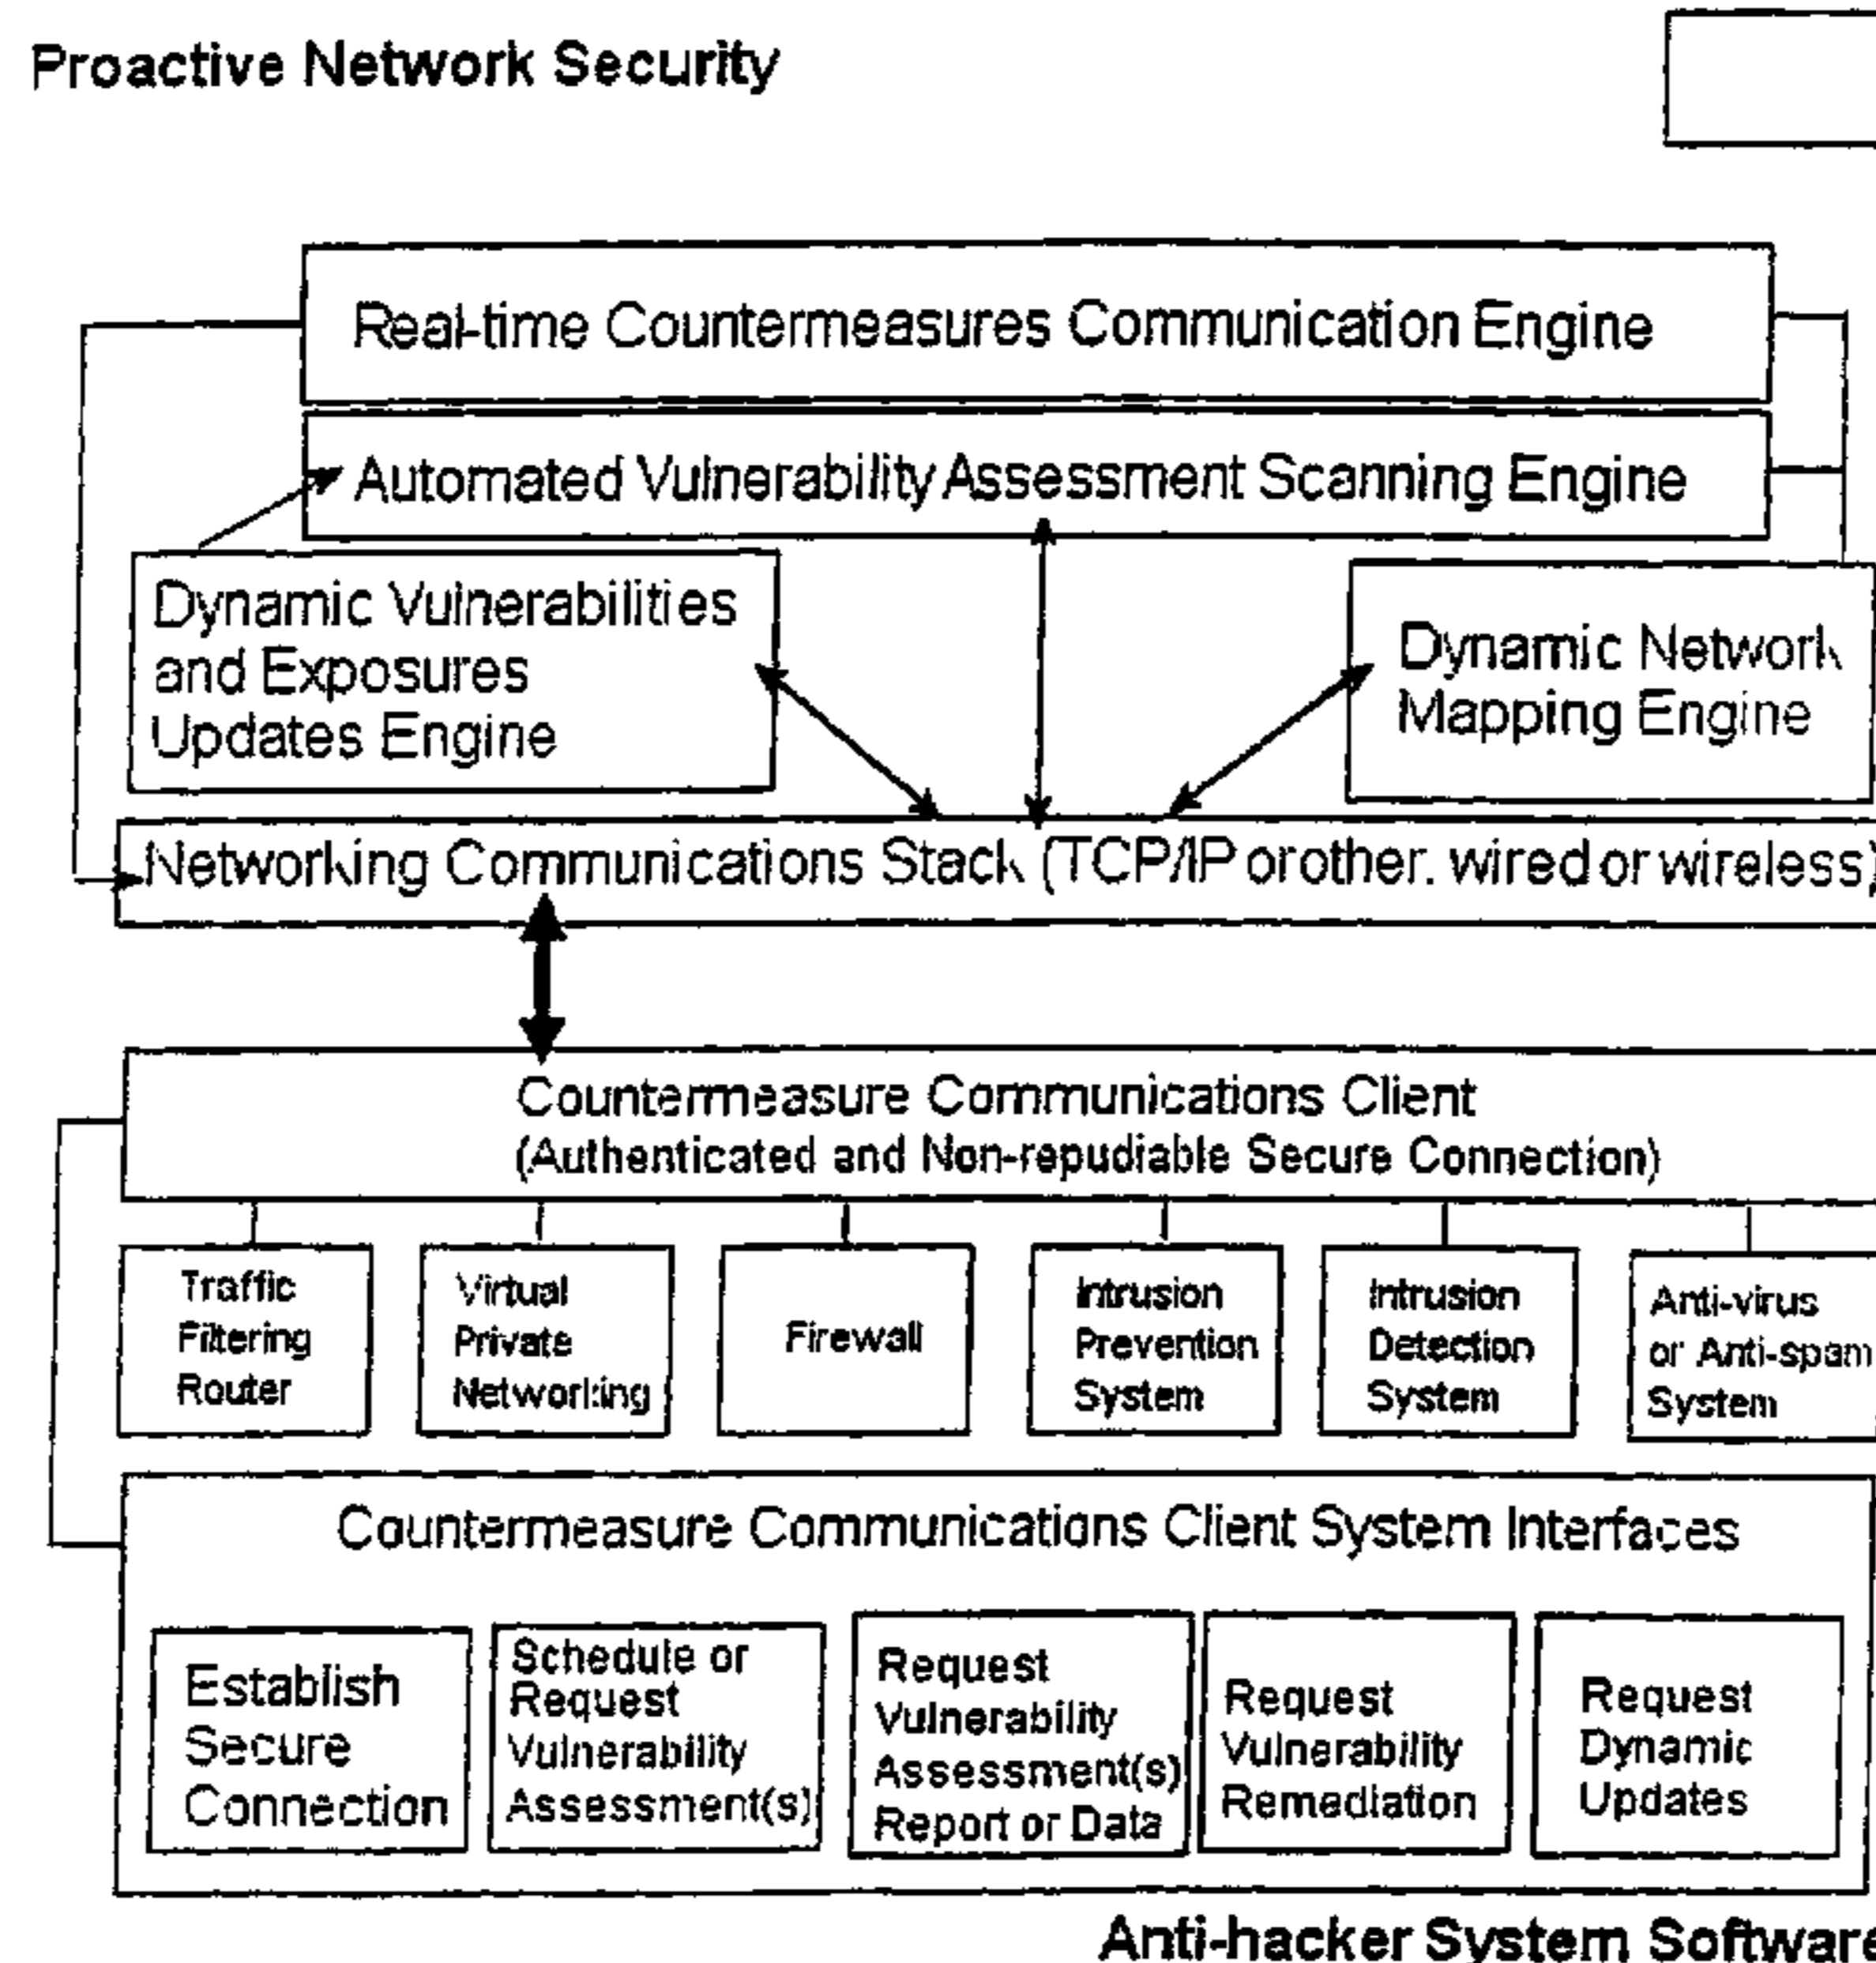 Proactive Network Security
Real-time Countermeasures Communication Engine
Automated Vulnerability Assessment Scanning Engine
Dynamic Vulnerabilities
and Exposures
Updates Engine
Dynamic Network
Mapping Engine
Networking Communications Stack (TCP/IP or other. wired or wireless)
Countermeasure Communications Client
(Authenticated and Non-repudiable Secure Connection)
Traffic
Filtering
Router
Virtual
Private
Networking
Firewall
Intrusion
Prevention
System
Intrusion
Detection
System
Anti-virus
or Anti-spam
System
Countermeasure Communications Client System Interfaces
Establish
Secure
Connection
Schedule or
Request
Vulnerability
Assessment(s)
Request
Vulnerability
Assessment(s)
Report or Data
Request
Vulnerability
Remediation
Request
Dynamic
Updates
Anti-hacker System Software